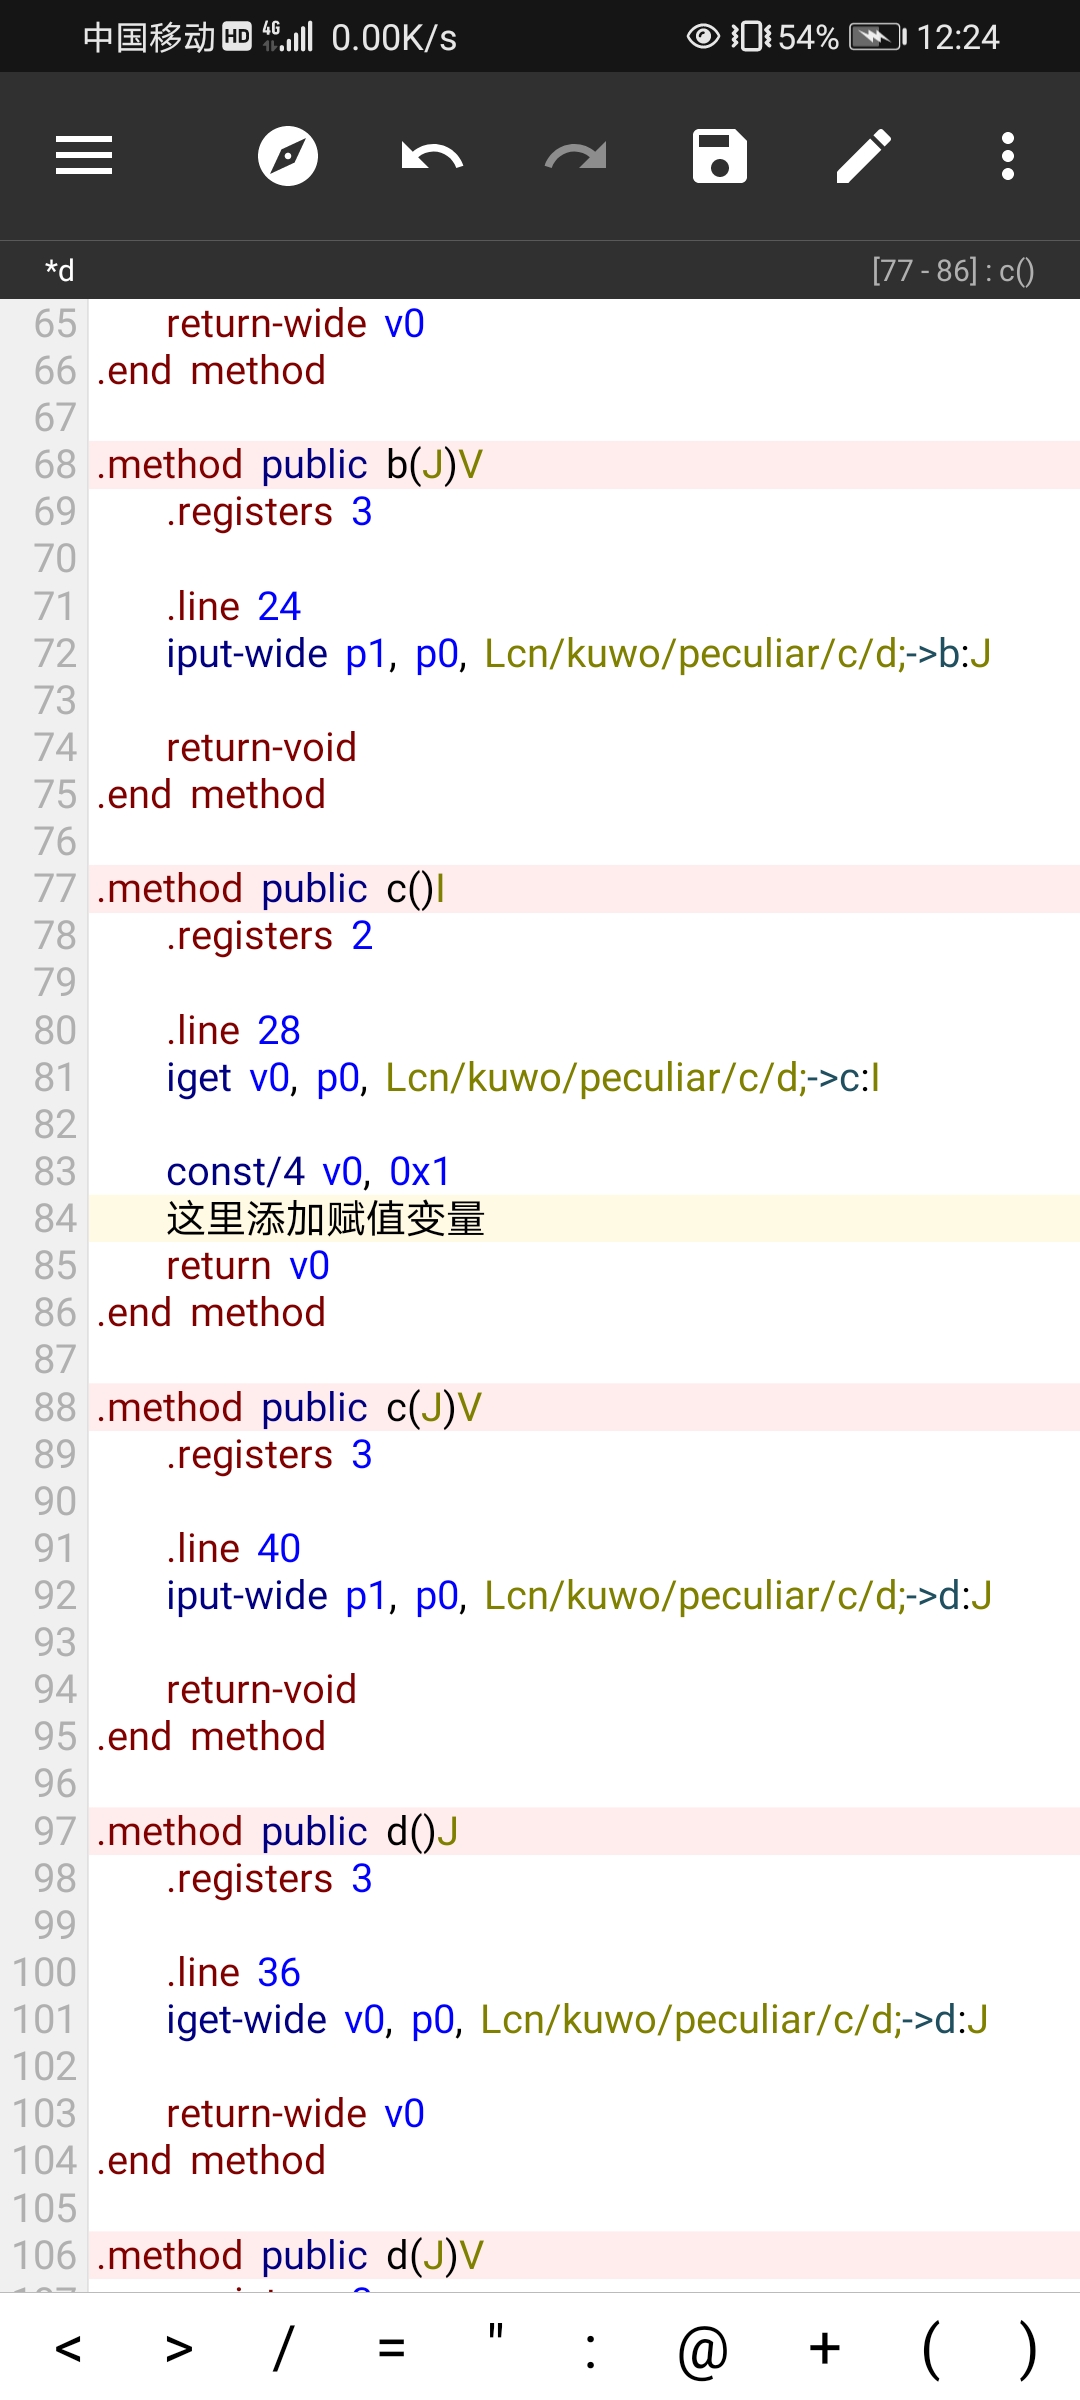 中国移动 HD 4G 0.00K/s 54% 12:24
*d [77 - 86] : c()
65 return-wide v0
66 .end method
67
68 .method public b(J)V
69 .registers 3
70
71 .line 24
72 iput-wide p1, p0, Lcn/kuwo/peculiar/c/d;->b:J
73
74 return-void
75 .end method
76
77 .method public c()I
78 .registers 2
79
80 .line 28
81 iget v0, p0, Lcn/kuwo/peculiar/c/d;->c:I
82
83 const/4 v0, 0x1
84 这里添加赋值变量
85 return v0
86 .end method
87
88 .method public c(J)V
89 .registers 3
90
91 .line 40
92 iput-wide p1, p0, Lcn/kuwo/peculiar/c/d;->d:J
93
94 return-void
95 .end method
96
97 .method public d()J
98 .registers 3
99
100 .line 36
101 iget-wide v0, p0, Lcn/kuwo/peculiar/c/d;->d:J
102
103 return-wide v0
104 .end method
105
106 .method public d(J)V
< > / = " : @ + ( )